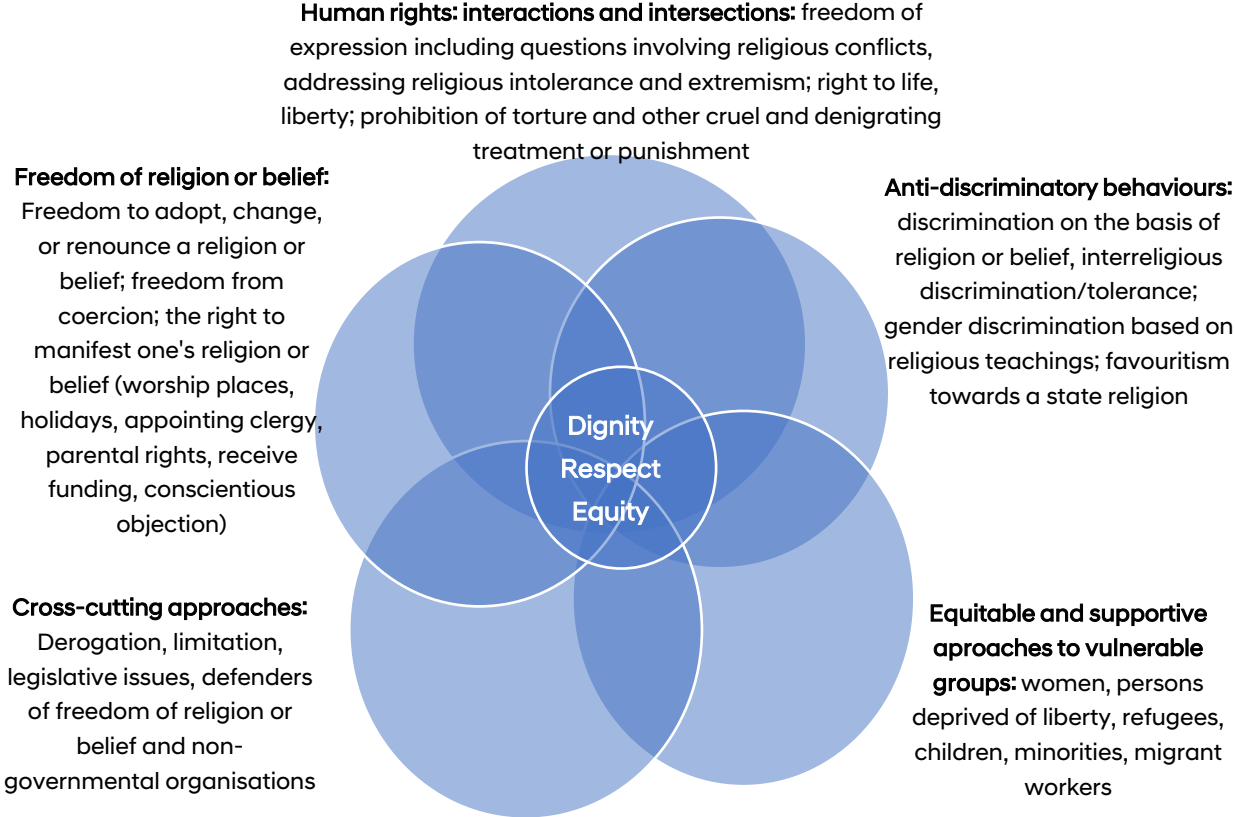 Human rights: interactions and intersections: freedom of
expression including questions involving religious conflicts,
addressing religious intolerance and extremism; right to life,
liberty; prohibition of torture and other cruel and denigrating
treatment or punishment
Freedom of religion or belief:
Freedom to adopt, change,
or renounce a religion or
belief; freedom from
coercion; the right to
manifest one's religion or
belief (worship places,
holidays, appointing clergy,
parental rights, receive
funding, conscientious
objection)
Anti-discriminatory behaviours:
discrimination on the basis of
religion or belief, interreligious
discrimination/tolerance;
gender discrimination based on
religious teachings; favouritism
towards a state religion
Dignity
Respect
Equity
Cross-cutting approaches:
Derogation, limitation,
legislative issues, defenders
of freedom of religion or
belief and non-
governmental organisations
Equitable and supportive
aproaches to vulnerable
groups: women, persons
deprived of liberty, refugees,
children, minorities, migrant
workers